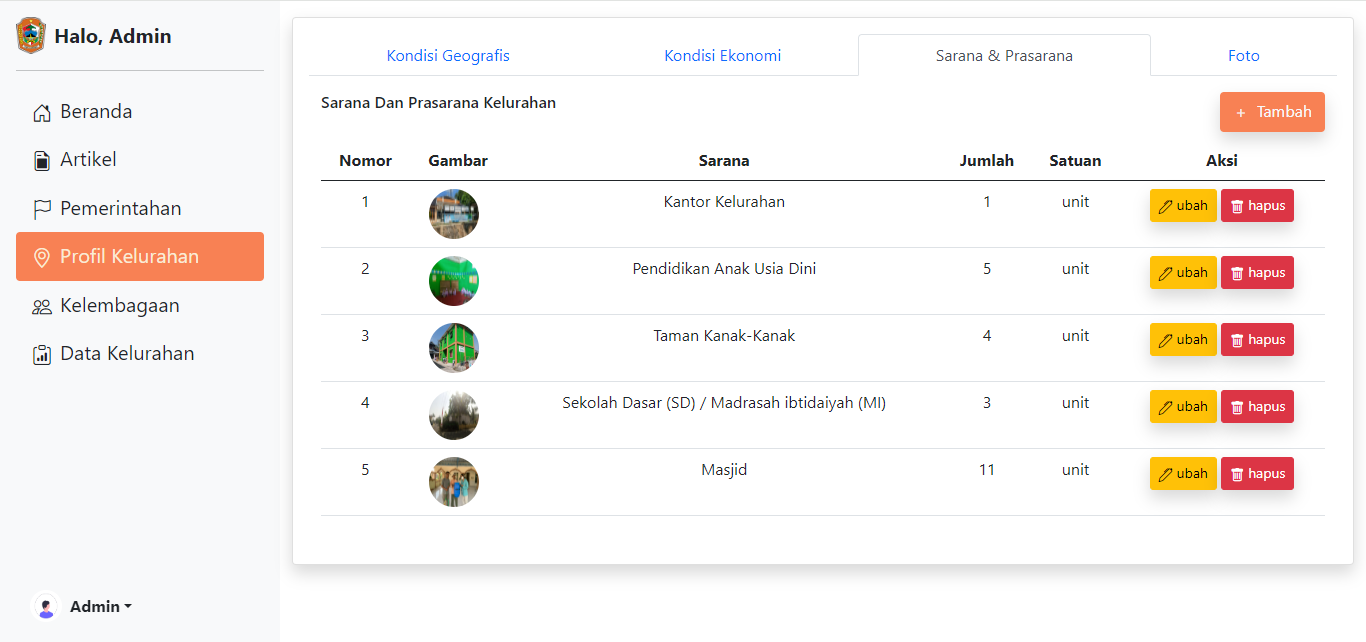 Halo, Admin
Beranda
Artikel
Pemerintahan
Profil Kelurahan
Kelembagaan
Data Kelurahan
Admin
Kondisi Geografis Kondisi Ekonomi Sarana & Prasarana Foto
Sarana Dan Prasarana Kelurahan
+ Tambah
Nomor Gambar Sarana Jumlah Satuan Aksi
1 Kantor Kelurahan 1 unit ubah hapus
2 Pendidikan Anak Usia Dini 5 unit ubah hapus
3 Taman Kanak-Kanak 4 unit ubah hapus
4 Sekolah Dasar (SD) / Madrasah ibtidaiyah (MI) 3 unit ubah hapus
5 Masjid 11 unit ubah hapus